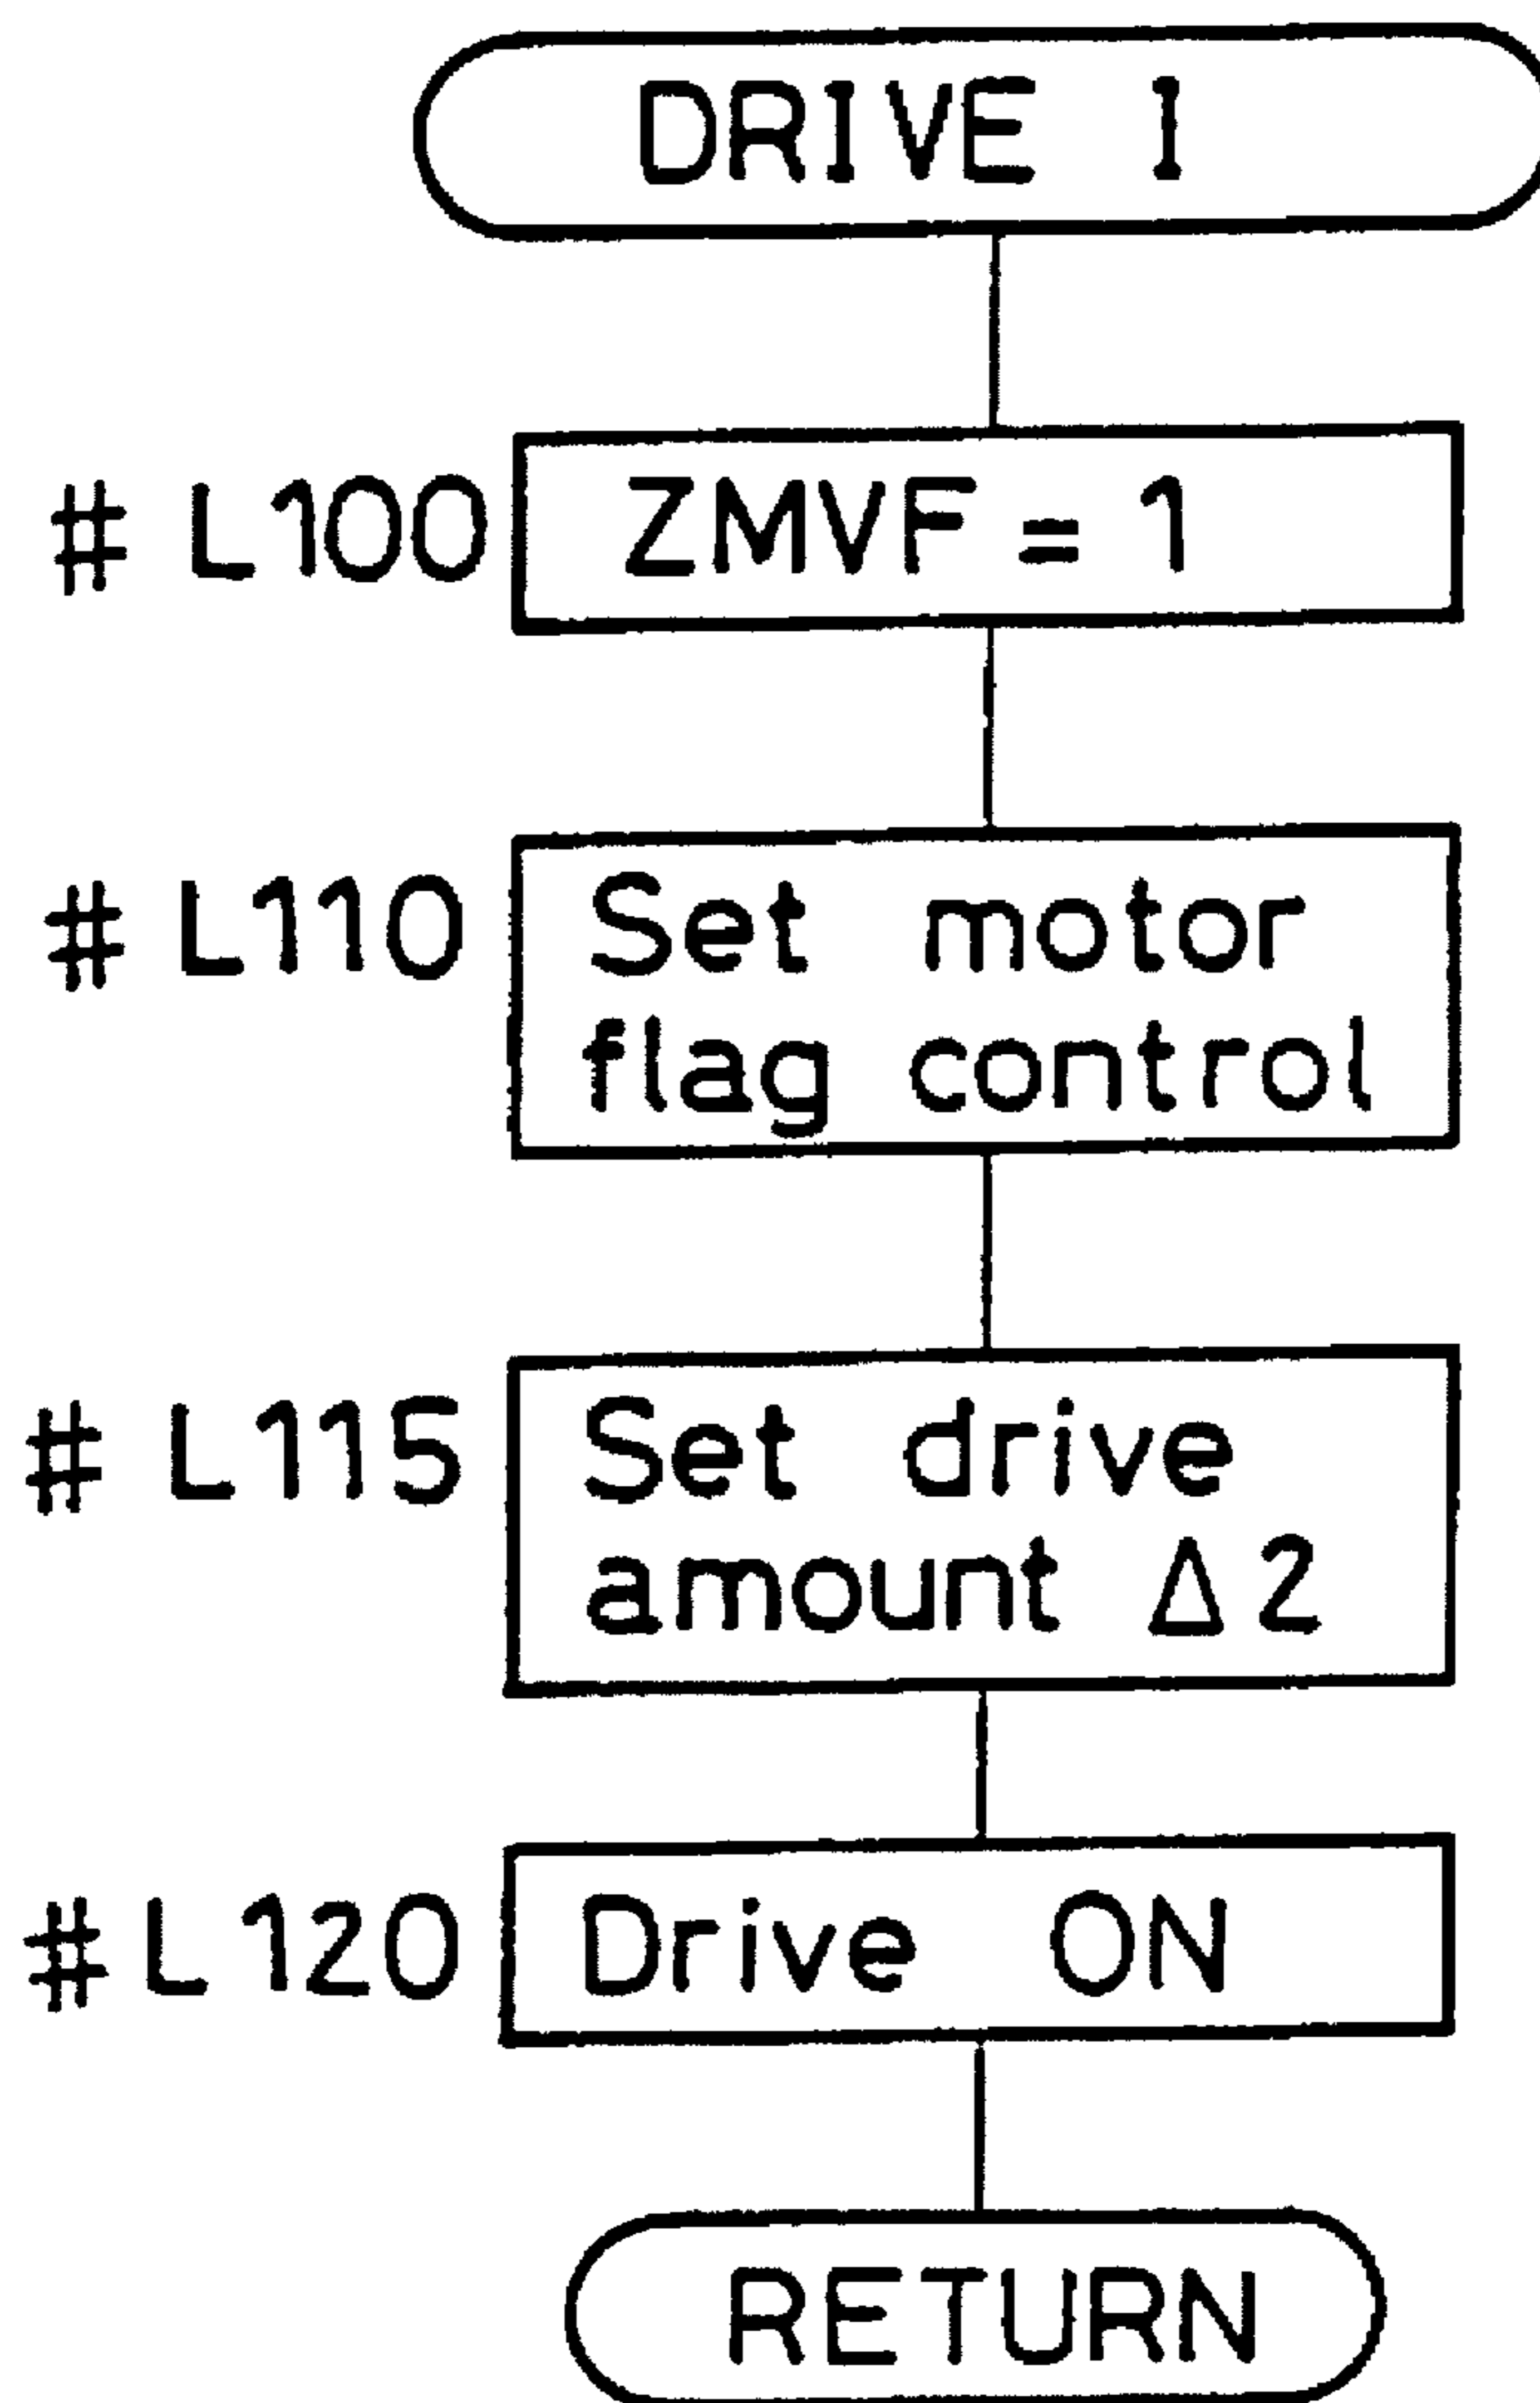 DRIVE I
# L100 ZMVF = 1
# L110 Set motor
flag control
# L115 Set drive
amount Δ2
# L120 Drive ON
RETURN